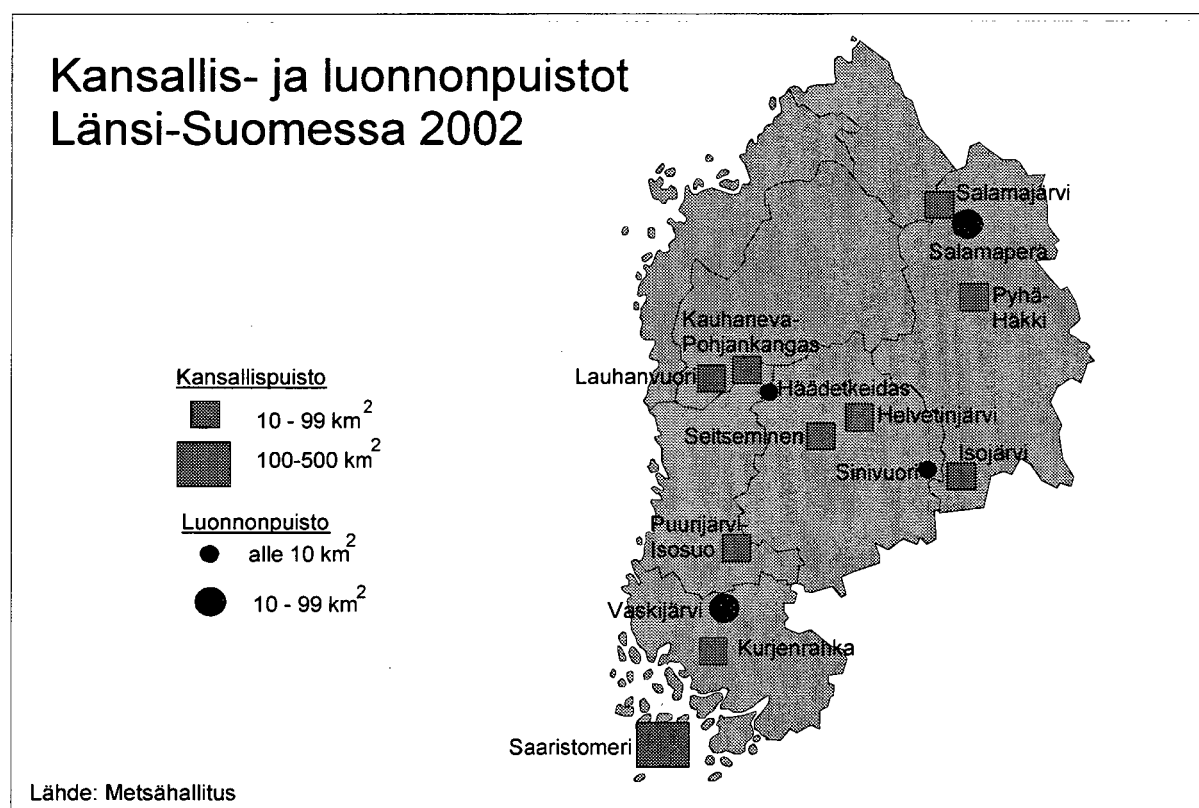 Kansallis- ja luonnonpuistot
Länsi-Suomessa 2002
Salamajärvi
Salamaperä
Pyhä-
Häkki
Kauhaneva-
Pohjankangas
Lauhanvuori
Häädetkeidas
Helvetinjärvi
Seitseminen
Isojärvi
Sinivuori
Puurijärvi-
Isosuo
Vaskijärvi
Kurjenrahka
Saaristomeri
Kansallispuisto
10 - 99 km²
100-500 km²
Luonnonpuisto
alle 10 km²
10 - 99 km²
Lähde: Metsähallitus